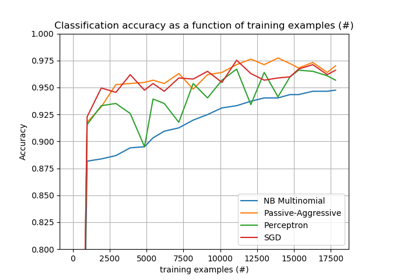 Classification accuracy as a function of training examples (#)
1.000
0.975
0.950
0.925
0.900
0.875
0.850
0.825
0.800
Accuracy
NB Multinomial
Passive-Aggressive
Perceptron
SGD
0 2500 5000 7500 10000 12500 15000 17500
training examples (#)